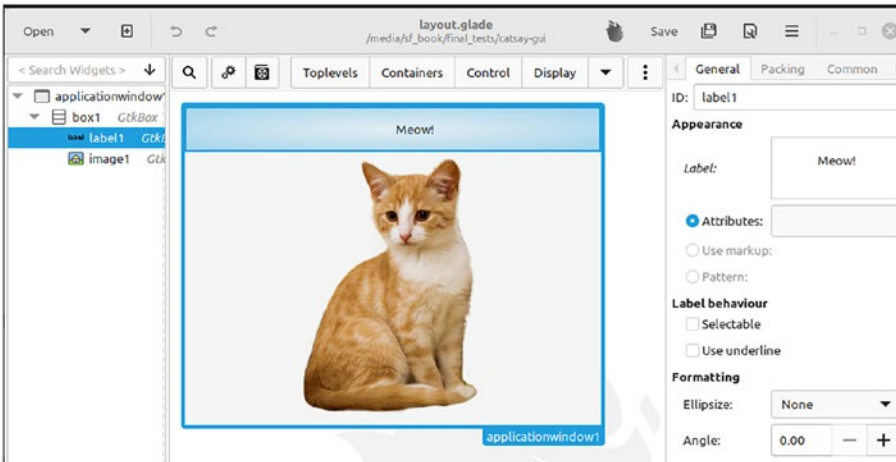 Open
layout.glade
/media/sf_book/final_tests/catsay-gui
Save
< Search Widgets >
Toplevels
Containers
Control
Display
General
Packing
Common
applicationwindow1
box1 GtkBox
label1
image1
Meow!
ID: label1
Appearance
Label: Meow!
Attributes:
Use markup:
Pattern:
Label behaviour
Selectable
Use underline
Formatting
Ellipsize: None
Angle: 0.00
applicationwindow1